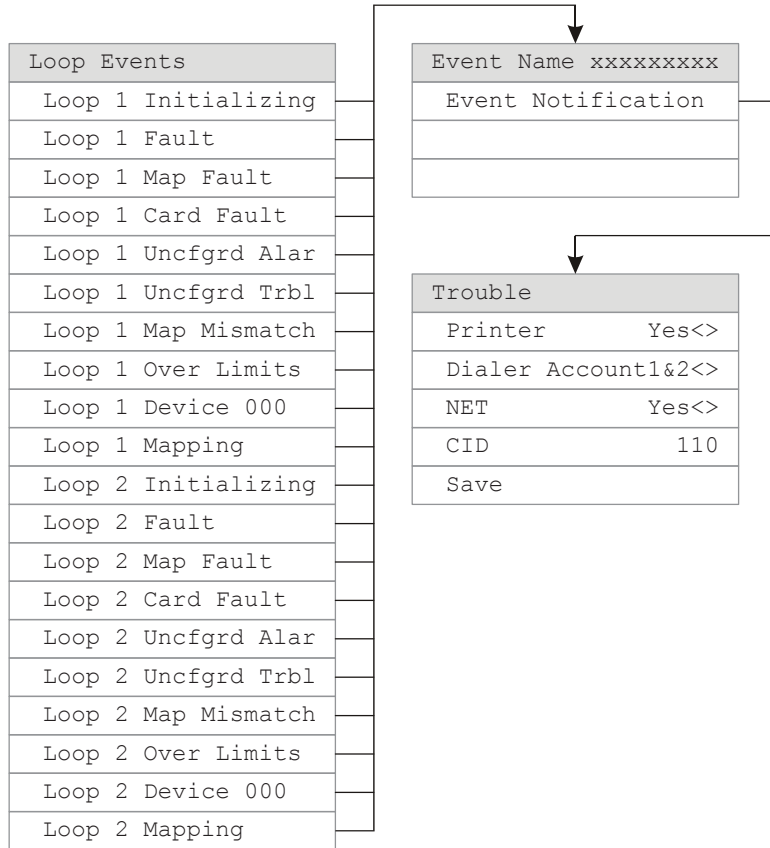 Loop Events
Loop 1 Initializing
Loop 1 Fault
Loop 1 Map Fault
Loop 1 Card Fault
Loop 1 Uncfgrd Alar
Loop 1 Uncfgrd Trbl
Loop 1 Map Mismatch
Loop 1 Over Limits
Loop 1 Device 000
Loop 1 Mapping
Loop 2 Initializing
Loop 2 Fault
Loop 2 Map Fault
Loop 2 Card Fault
Loop 2 Uncfgrd Alar
Loop 2 Uncfgrd Trbl
Loop 2 Map Mismatch
Loop 2 Over Limits
Loop 2 Device 000
Loop 2 Mapping
Event Name xxxxxxxxx
Event Notification
Trouble
Printer Yes<>
Dialer Account1&2<>
NET Yes<>
CID 110
Save